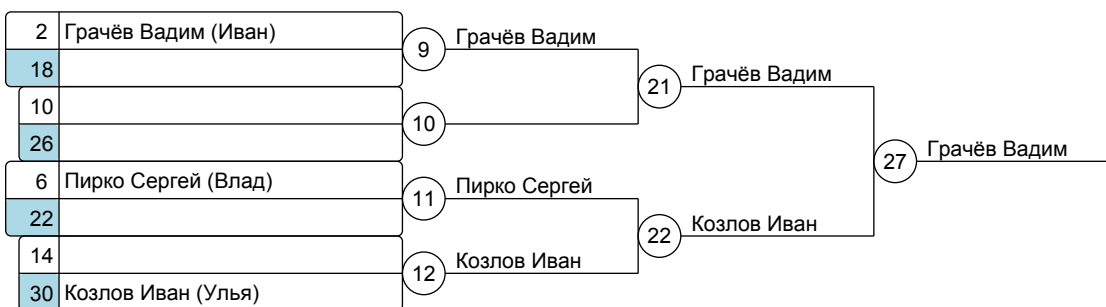 2 Грачёв Вадим (Иван)
18
9 Грачёв Вадим
10
26
10
21 Грачёв Вадим
6 Пирко Сергей (Влад)
22
11 Пирко Сергей
14
30 Козлов Иван (Улья)
12 Козлов Иван
22 Козлов Иван
27 Грачёв Вадим